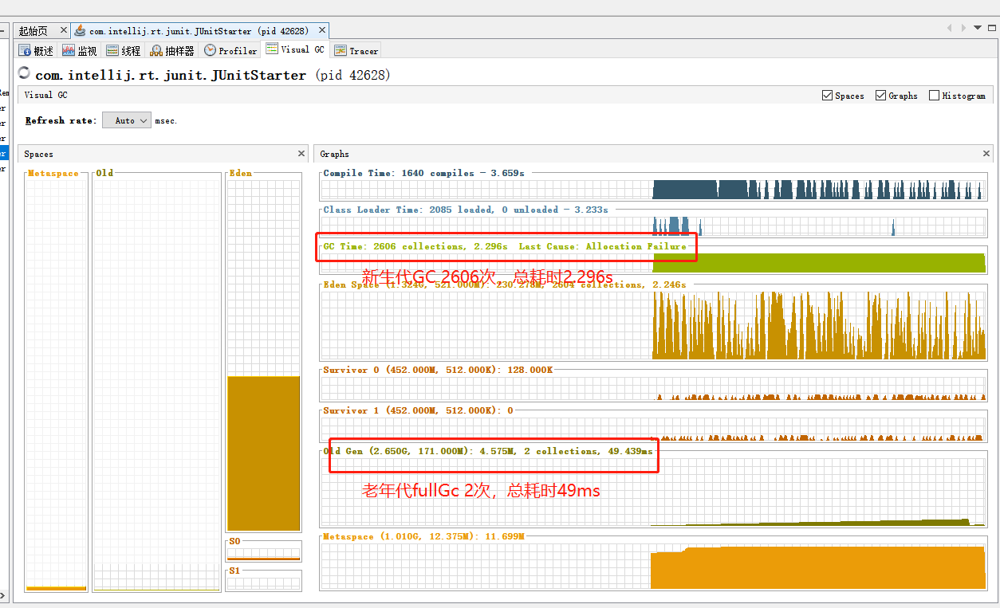 起始页
com.intellij.rt.junit.JUnitStarter (pid 42628)
概述 监视 线程 抽样器 Profiler Visual GC Tracer
com.intellij.rt.junit.JUnitStarter (pid 42628)
Visual GC
Spaces Graphs Histogram
Refresh rate: Auto msec.
Spaces
Graphs
Metaspace
Old
Eden
S0
S1
Compile Time: 1640 compiles - 3.659s
Class Loader Time: 2085 loaded, 0 unloaded - 3.233s
GC Time: 2606 collections, 2.296s Last Cause: Allocation Failure
新生代GC 2606次，总耗时2.296s
Eden Space (1.324G, 521.000M): 230.278M, 2604 collections, 2.246s
Survivor 0 (452.000M, 512.000K): 128.000K
Survivor 1 (452.000M, 512.000K): 0
Old Gen (2.650G, 171.000M): 4.575M, 2 collections, 49.439ms
老年代fullGc 2次，总耗时49ms
Metaspace (1.010G, 12.375M): 11.699M